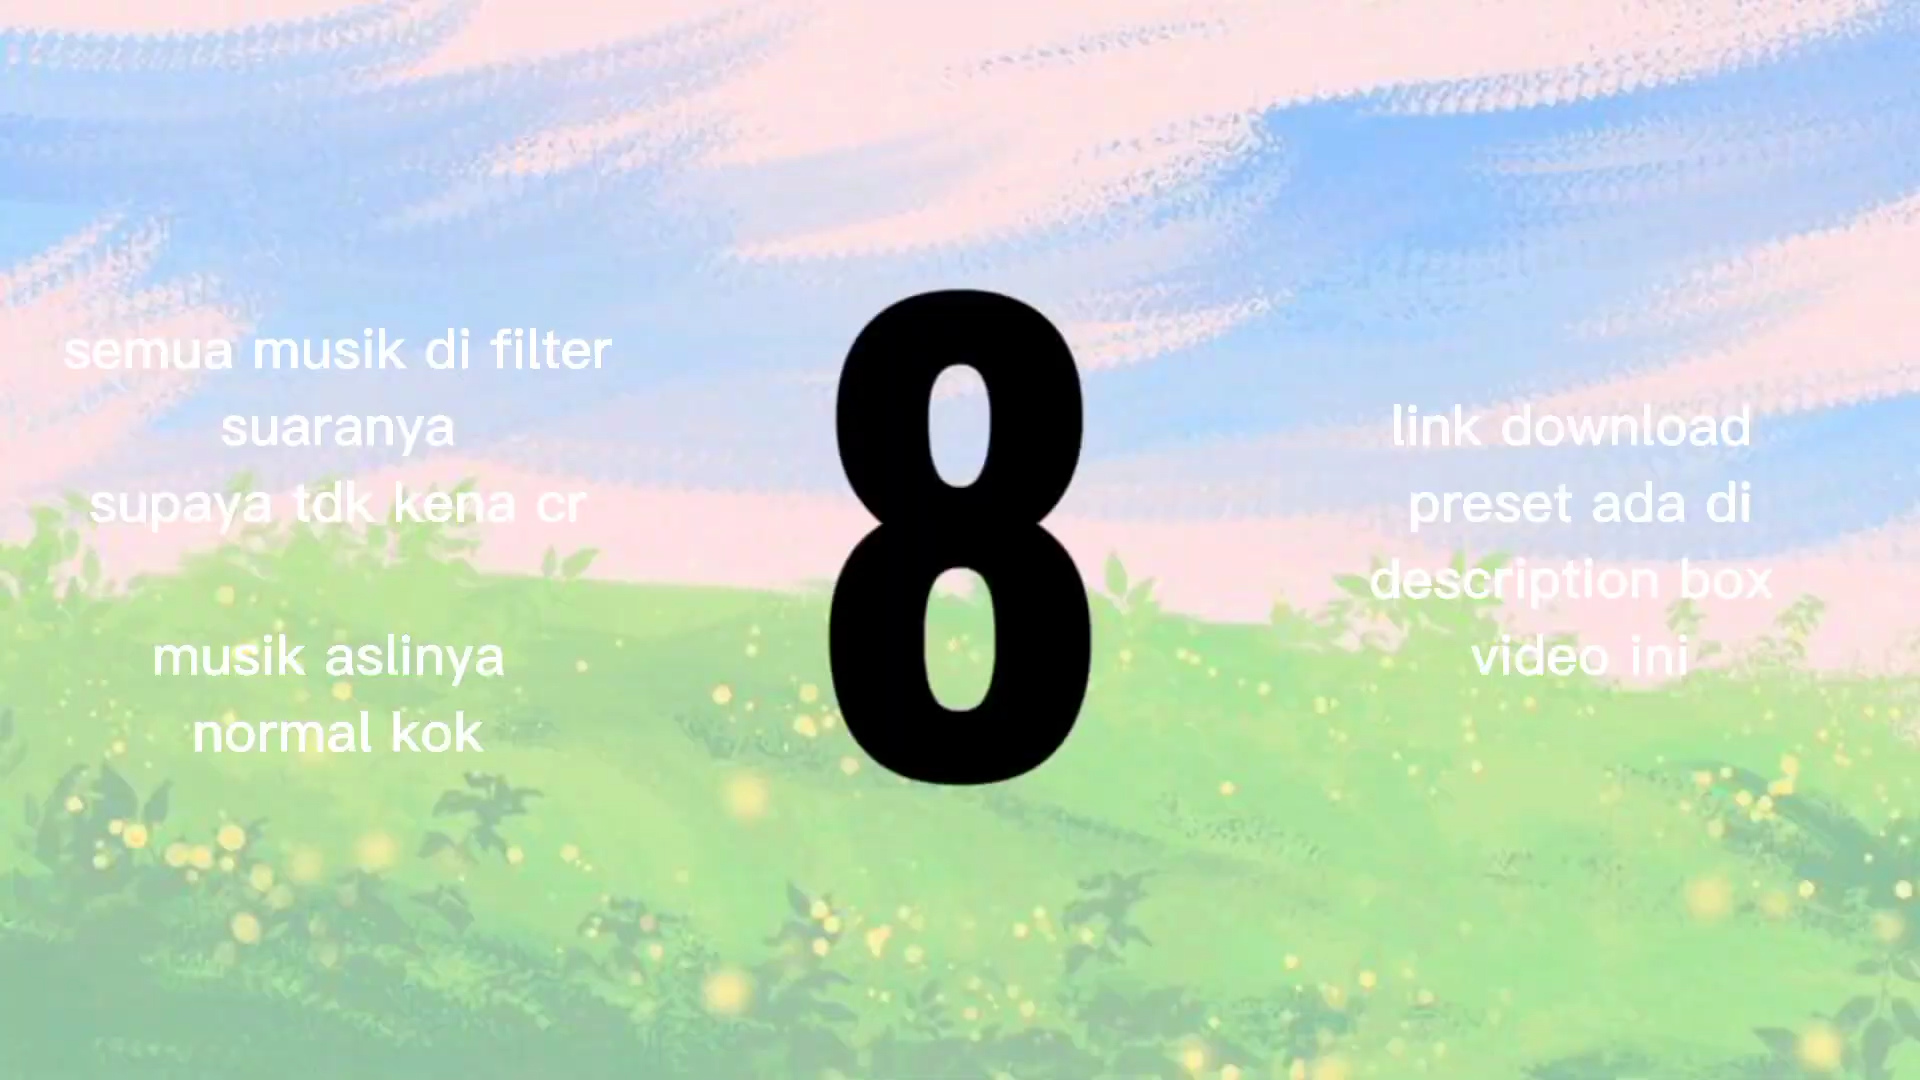 semua musik di filter
suaranya
supaya tdk kena cr
musik aslinya
normal kok
8
link download
preset ada di
description box
video ini